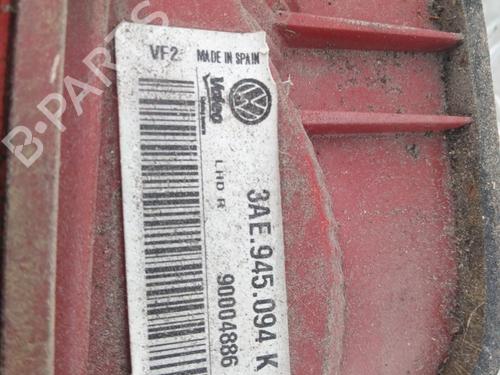 VF2 MADE IN SPAIN
Valeo
LHD R
3AE.945.094 K
90004886
B-PARTS